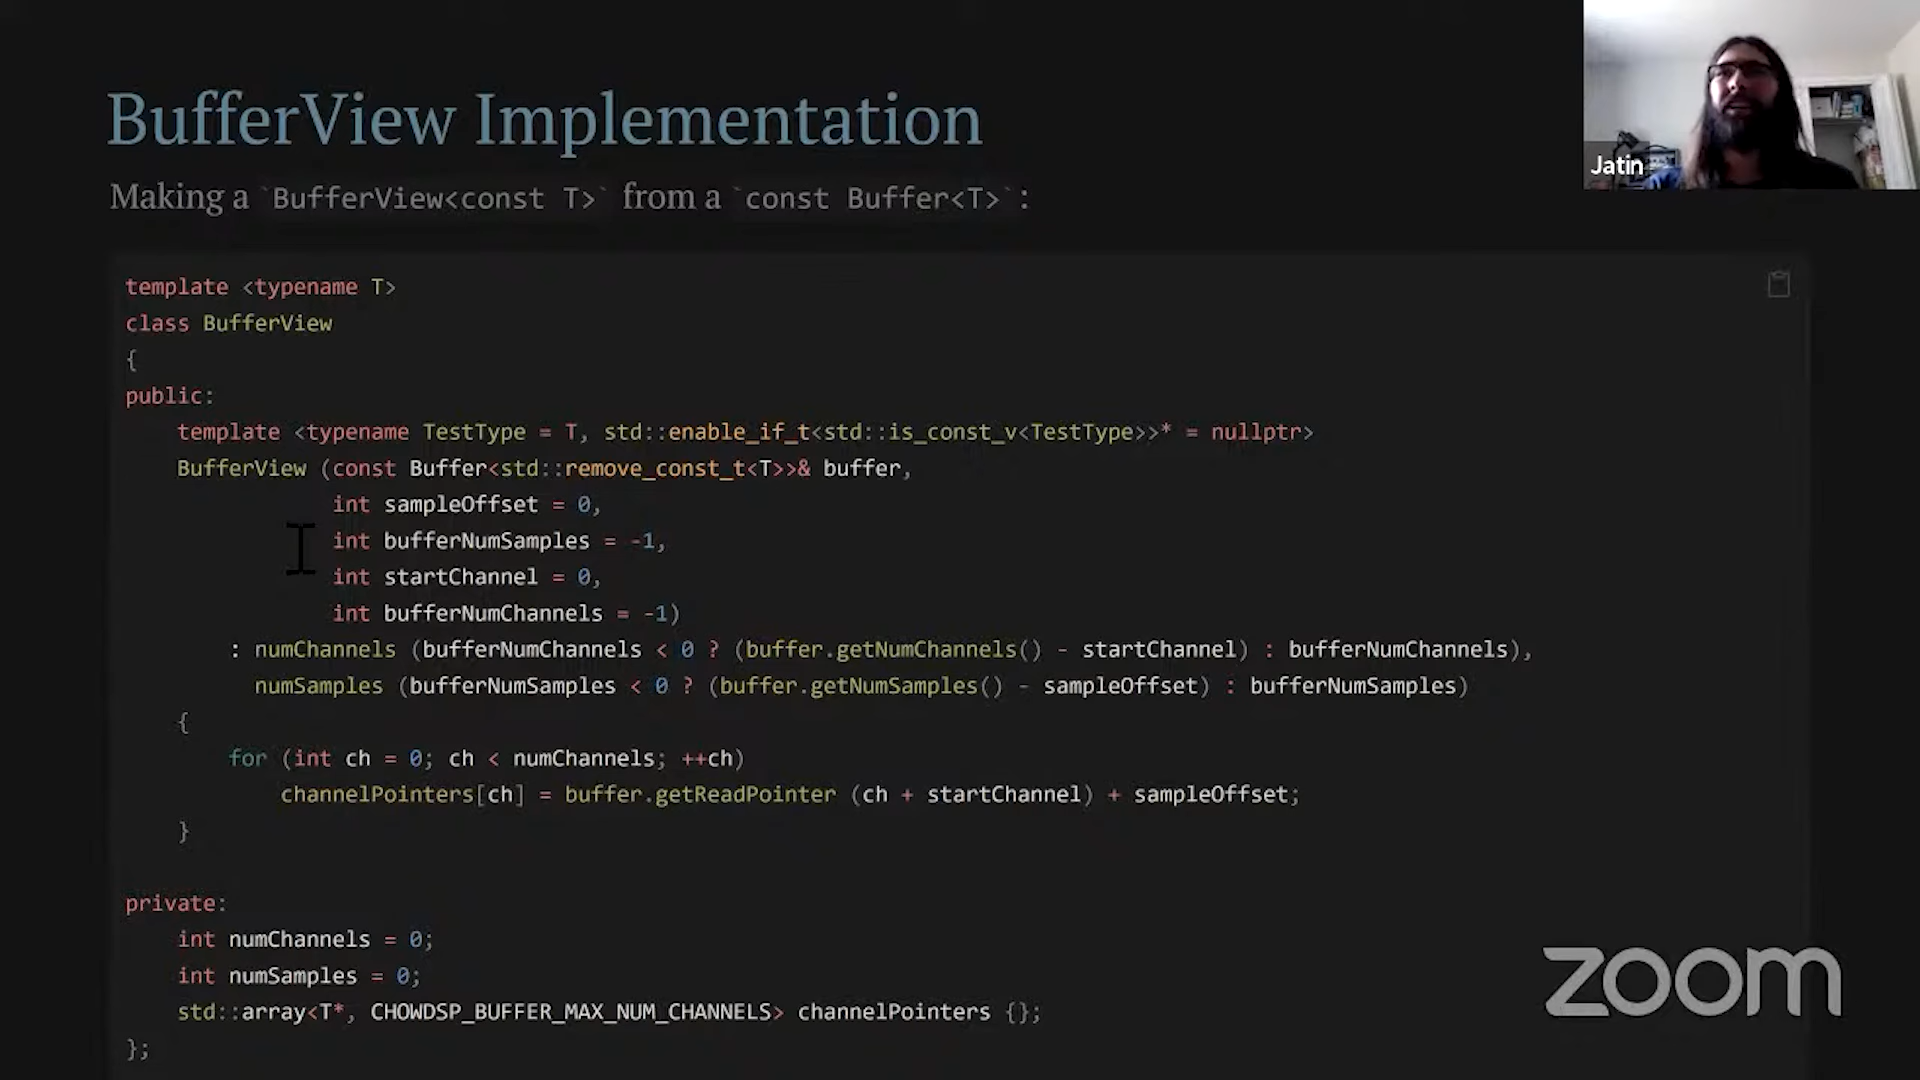 BufferView Implementation
Making a `BufferView<const T>` from a `const Buffer<T>`:
template <typename T>
class BufferView
{
public:
    template <typename TestType = T, std::enable_if_t<std::is_const_v<TestType>>* = nullptr>
    BufferView (const Buffer<std::remove_const_t<T>>& buffer,
                int sampleOffset = 0,
                int bufferNumSamples = -1,
                int startChannel = 0,
                int bufferNumChannels = -1)
        : numChannels (bufferNumChannels < 0 ? (buffer.getNumChannels() - startChannel) : bufferNumChannels),
          numSamples (bufferNumSamples < 0 ? (buffer.getNumSamples() - sampleOffset) : bufferNumSamples)
    {
        for (int ch = 0; ch < numChannels; ++ch)
            channelPointers[ch] = buffer.getReadPointer (ch + startChannel) + sampleOffset;
    }
private:
    int numChannels = 0;
    int numSamples = 0;
    std::array<T*, CHOWDSP_BUFFER_MAX_NUM_CHANNELS> channelPointers {};
};
Jatin
zoom